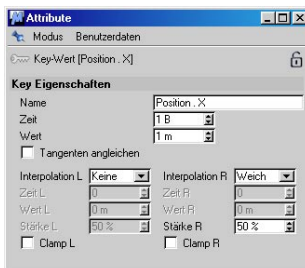 Attribute
Modus Benutzerdaten
Key-Wert [Position . X]
Key Eigenschaften
Name Position . X
Zeit 1 B
Wert 1 m
Tangenten angleichen
Interpolation L Keine Interpolation R Weich
Zeit L 0 Zeit R 0
Wert L 0 m Wert R 0 m
Stärke L 50 % Stärke R 50 %
Clamp L Clamp R